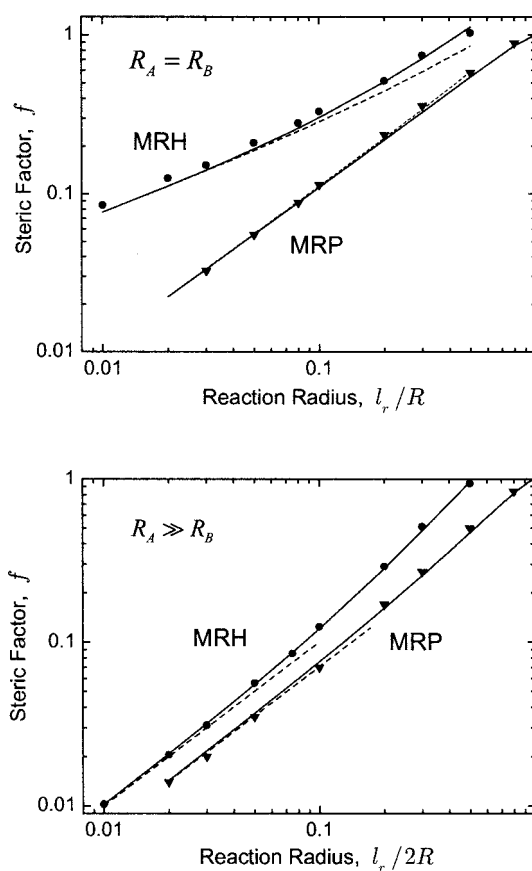 1
R_A = R_B
MRH
0.1
MRP
Steric Factor, f
0.01
0.01
0.1
Reaction Radius, l_r/R
1
R_A ≫ R_B
MRH
MRP
0.1
Steric Factor, f
0.01
0.01
0.1
Reaction Radius, l_r/2R